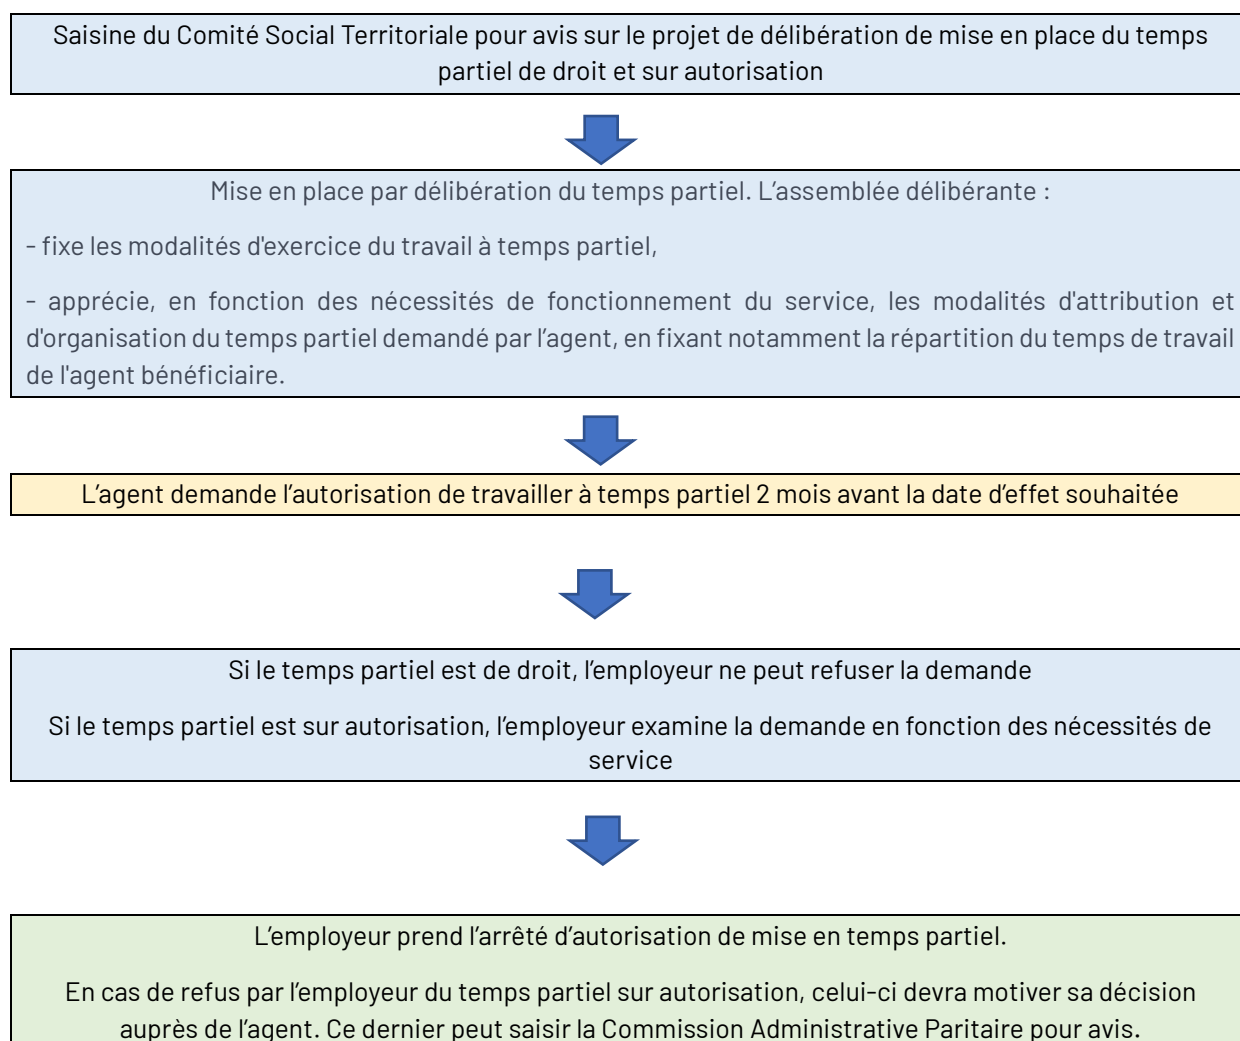 Saisine du Comité Social Territoriale pour avis sur le projet de délibération de mise en place du temps
partiel de droit et sur autorisation
Mise en place par délibération du temps partiel. L’assemblée délibérante :
- fixe les modalités d'exercice du travail à temps partiel,
- apprécie, en fonction des nécessités de fonctionnement du service, les modalités d'attribution et
d'organisation du temps partiel demandé par l’agent, en fixant notamment la répartition du temps de travail
de l'agent bénéficiaire.
L’agent demande l’autorisation de travailler à temps partiel 2 mois avant la date d’effet souhaitée
Si le temps partiel est de droit, l’employeur ne peut refuser la demande
Si le temps partiel est sur autorisation, l’employeur examine la demande en fonction des nécessités de
service
L’employeur prend l’arrêté d’autorisation de mise en temps partiel.
En cas de refus par l’employeur du temps partiel sur autorisation, celui-ci devra motiver sa décision
auprès de l’agent. Ce dernier peut saisir la Commission Administrative Paritaire pour avis.